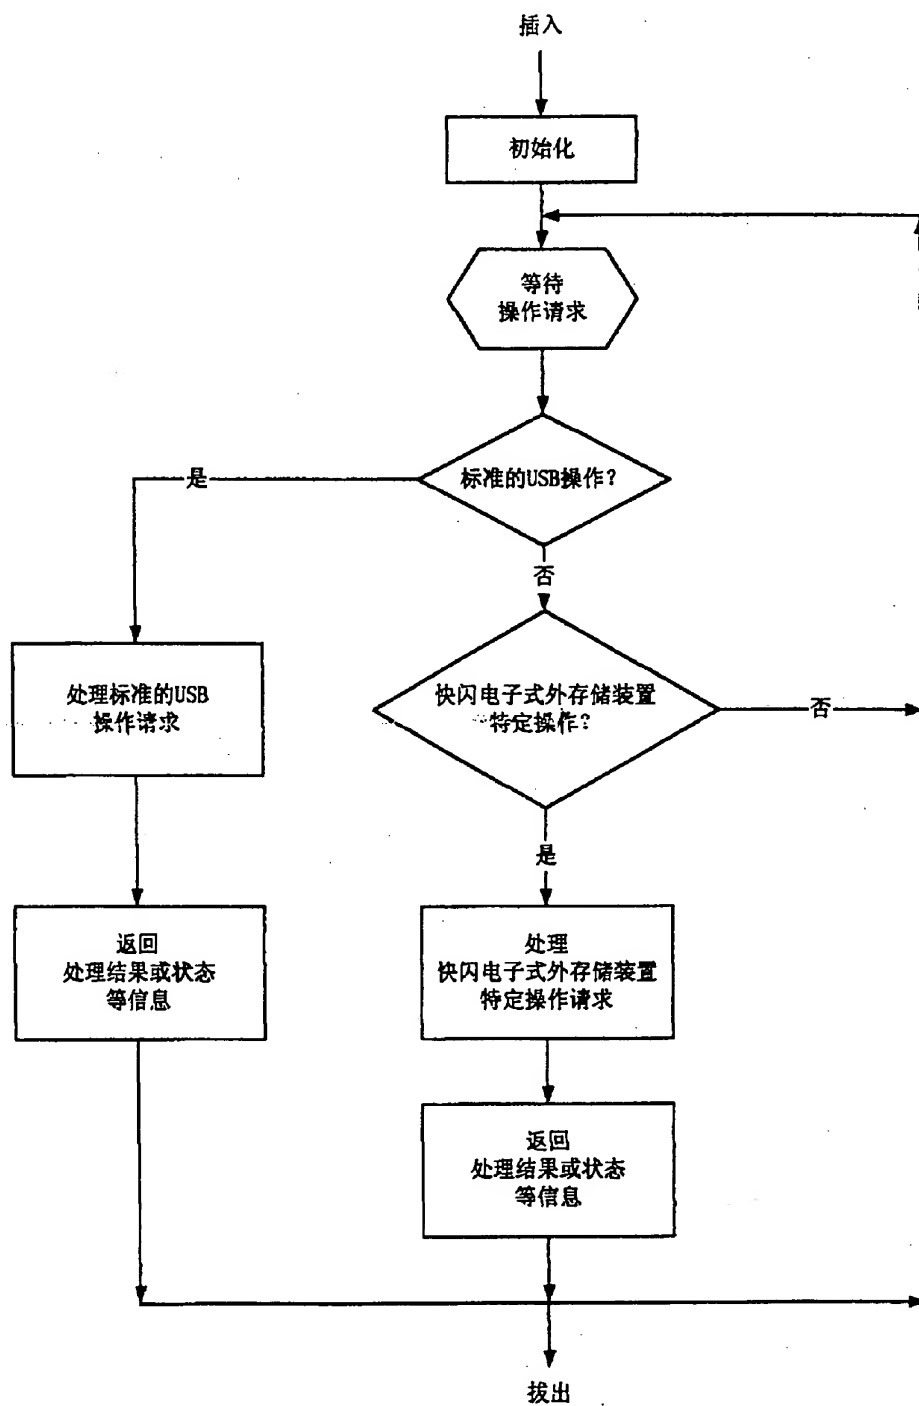 插入
初始化
等待
操作请求
标准的USB操作?
是
否
处理标准的USB
操作请求
快闪电子式外存储装置
特定操作?
否
是
返回
处理结果或状态
等信息
处理
快闪电子式外存储装置
特定操作请求
返回
处理结果或状态
等信息
拔出